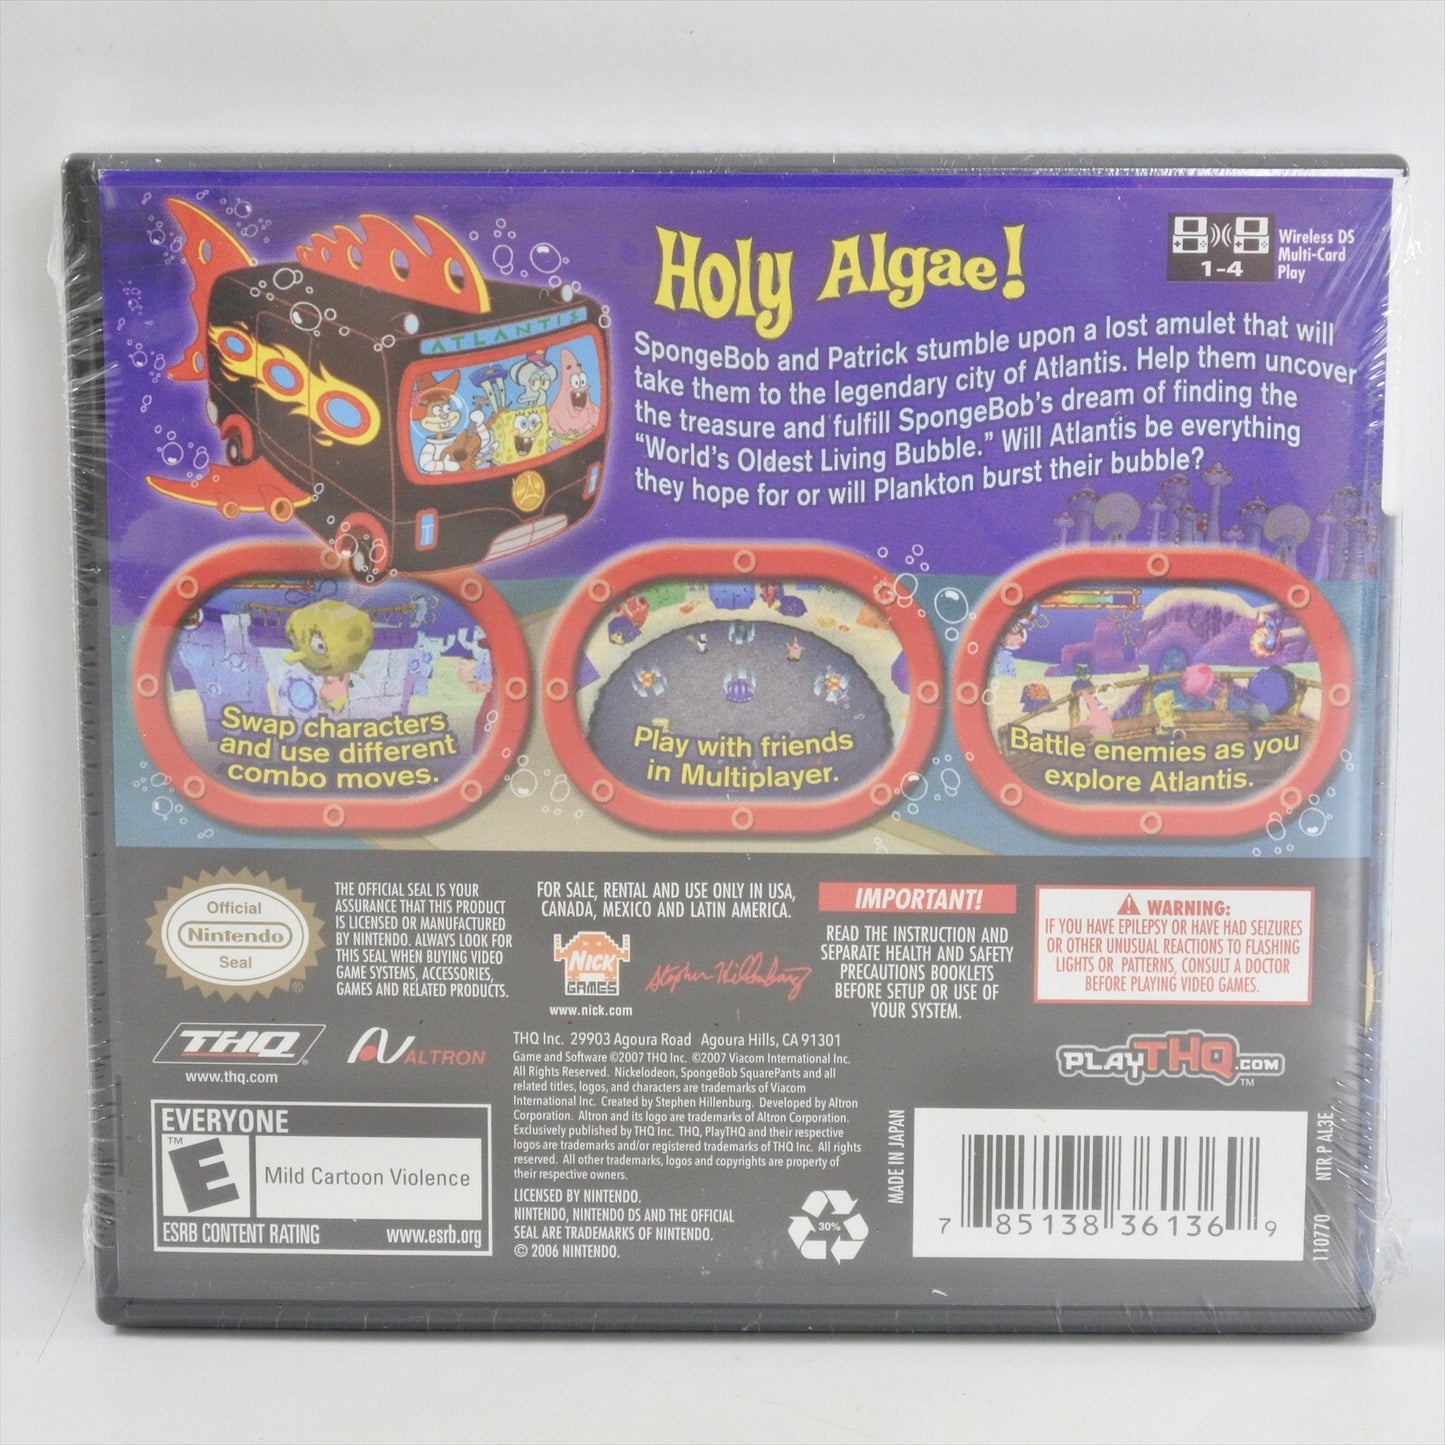 ATLANTIS
Holy Algae!
1-4
Wireless DS
Multi-Card
Play
SpongeBob and Patrick stumble upon a lost amulet that will
take them to the legendary city of Atlantis. Help them uncover
the treasure and fulfill SpongeBob's dream of finding the
"World's Oldest Living Bubble." Will Atlantis be everything
they hope for or will Plankton burst their bubble?
Swap characters
and use different
combo moves.
Play with friends
in Multiplayer.
Battle enemies as you
explore Atlantis.
Official
Nintendo
Seal
®
THE OFFICIAL SEAL IS YOUR
ASSURANCE THAT THIS PRODUCT
IS LICENSED OR MANUFACTURED
BY NINTENDO. ALWAYS LOOK FOR
THIS SEAL WHEN BUYING VIDEO
GAME SYSTEMS, ACCESSORIES,
GAMES AND RELATED PRODUCTS.
FOR SALE, RENTAL AND USE ONLY IN USA,
CANADA, MEXICO AND LATIN AMERICA.
NICK
GAMES
www.nick.com
Stephen Hillenburg
IMPORTANT!
READ THE INSTRUCTION AND
SEPARATE HEALTH AND SAFETY
PRECAUTIONS BOOKLETS
BEFORE SETUP OR USE OF
YOUR SYSTEM.
WARNING:
IF YOU HAVE EPILEPSY OR HAVE HAD SEIZURES
OR OTHER UNUSUAL REACTIONS TO FLASHING
LIGHTS OR PATTERNS, CONSULT A DOCTOR
BEFORE PLAYING VIDEO GAMES.
THQ
www.thq.com
ALTRON
THQ Inc. 29903 Agoura Road Agoura Hills, CA 91301
Game and Software ©2007 THQ Inc. ©2007 Viacom International Inc.
All Rights Reserved. Nickelodeon, SpongeBob SquarePants and all
related titles, logos, and characters are trademarks of Viacom
International Inc. Created by Stephen Hillenburg. Developed by Altron
Corporation. Altron and its logo are trademarks of Altron Corporation.
Exclusively published by THQ Inc. THQ, PlayTHQ and their respective
logos are trademarks and/or registered trademarks of THQ Inc. All rights
reserved. All other trademarks, logos and copyrights are property of
their respective owners.
LICENSED BY NINTENDO.
NINTENDO, NINTENDO DS AND THE OFFICIAL
SEAL ARE TRADEMARKS OF NINTENDO.
© 2006 NINTENDO.
PLAYTHQ.COM
TM
EVERYONE
TM
E
Mild Cartoon Violence
ESRB CONTENT RATING www.esrb.org
30%
MADE IN JAPAN
7 85138 36136 9
110770 NTR P AL3E